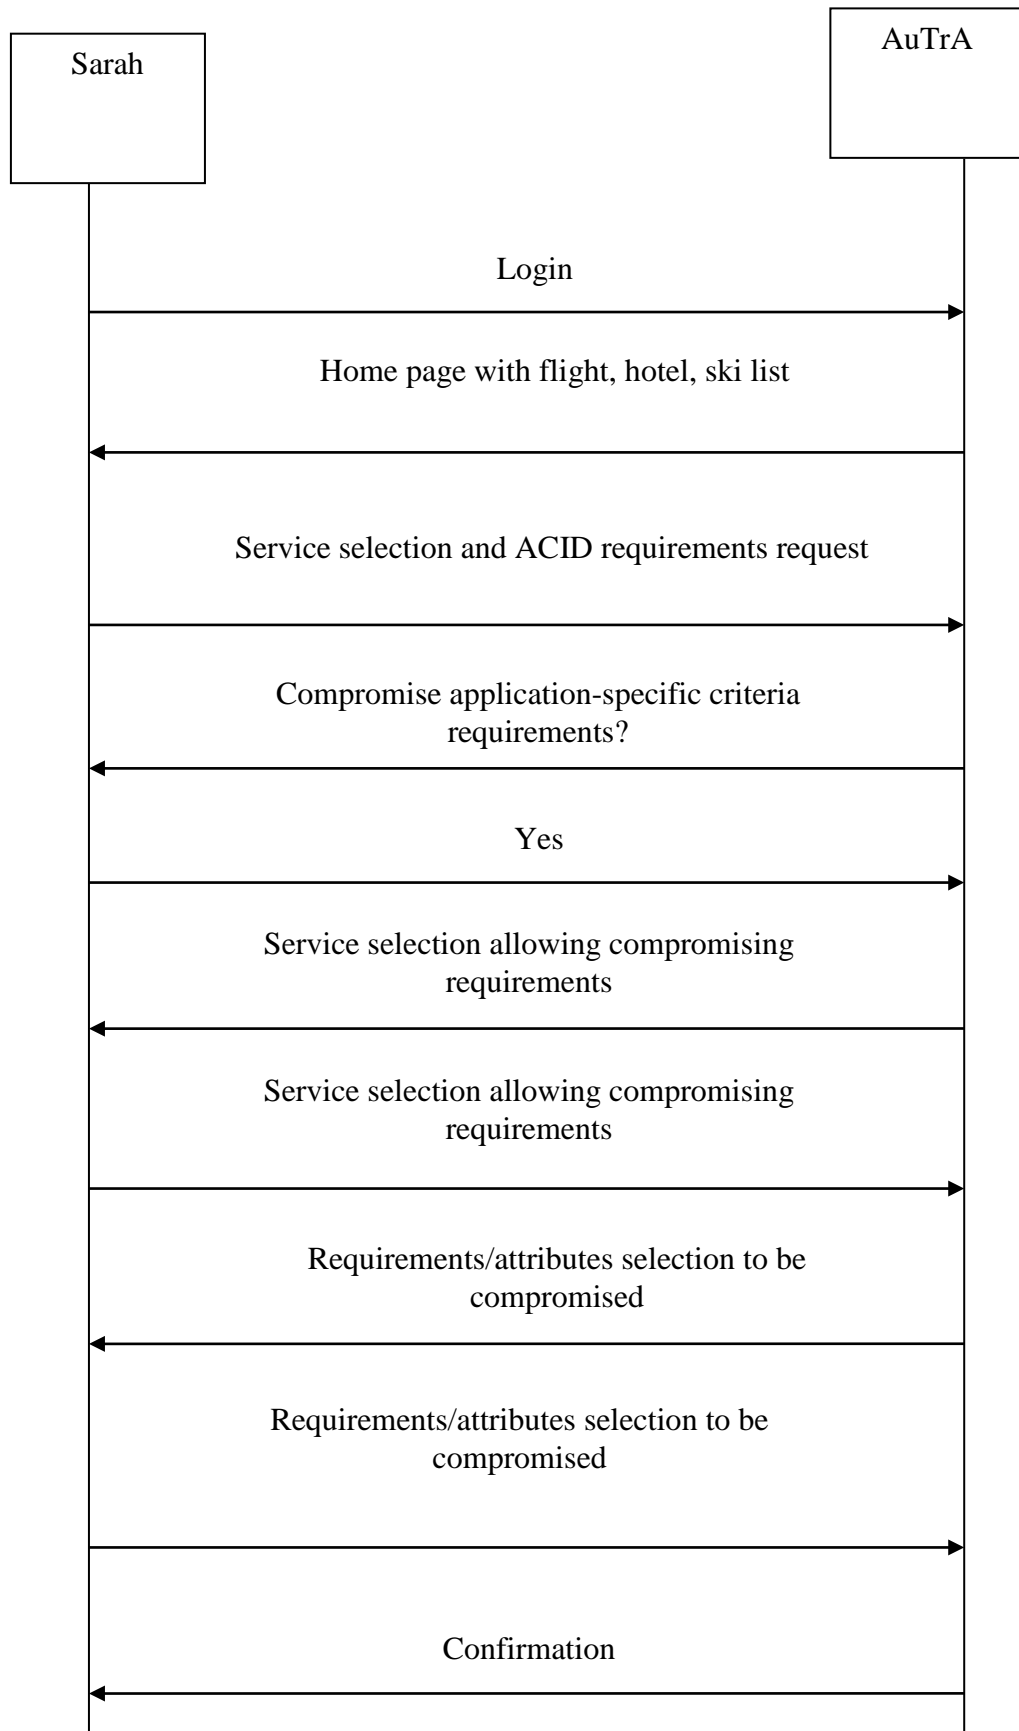 Sarah
AuTrA
Login
Home page with flight, hotel, ski list
Service selection and ACID requirements request
Compromise application-specific criteria
requirements?
Yes
Service selection allowing compromising
requirements
Service selection allowing compromising
requirements
Requirements/attributes selection to be
compromised
Requirements/attributes selection to be
compromised
Confirmation